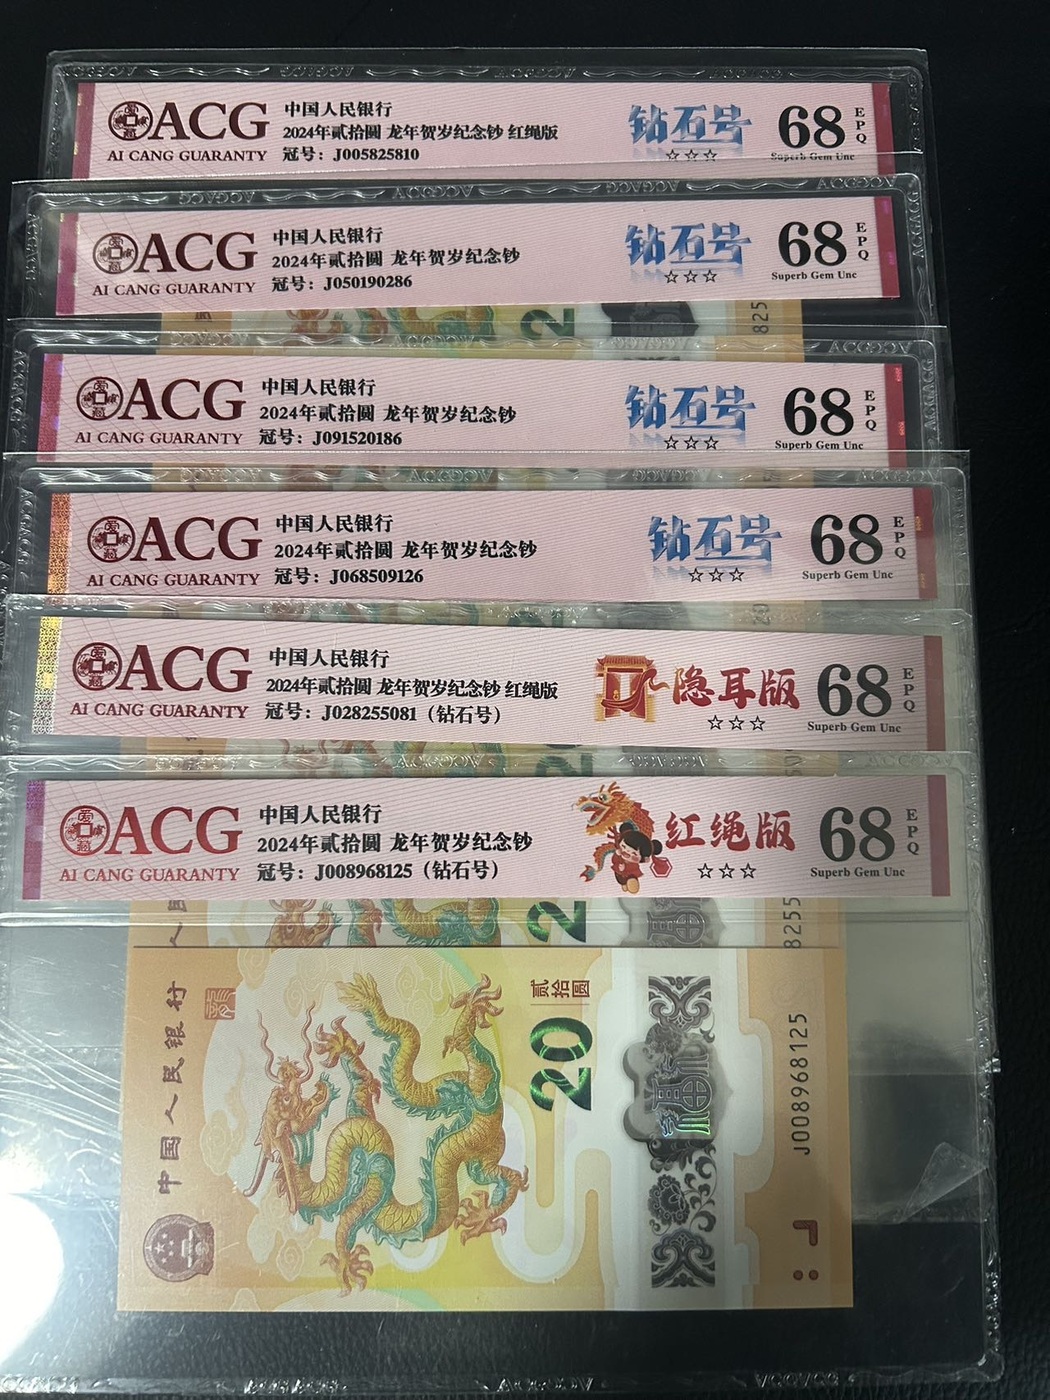 ACG
AI CANG GUARANTY
中国人民银行
2024年贰拾圆 龙年贺岁纪念钞 红绳版
冠号：J005825810
钻石号
☆☆☆
68
EPQ
Superb Gem Unc
ACG
AI CANG GUARANTY
中国人民银行
2024年贰拾圆 龙年贺岁纪念钞
冠号：J050190286
钻石号
☆☆☆
68
EPQ
Superb Gem Unc
825
ACG
AI CANG GUARANTY
中国人民银行
2024年贰拾圆 龙年贺岁纪念钞
冠号：J091520186
钻石号
☆☆☆
68
EPQ
Superb Gem Unc
ACG
AI CANG GUARANTY
中国人民银行
2024年贰拾圆 龙年贺岁纪念钞
冠号：J068509126
钻石号
☆☆☆
68
EPQ
Superb Gem Unc
ACG
AI CANG GUARANTY
中国人民银行
2024年贰拾圆 龙年贺岁纪念钞 红绳版
冠号：J028255081（钻石号）
隐耳版
☆☆☆
68
EPQ
Superb Gem Unc
ACG
AI CANG GUARANTY
中国人民银行
2024年贰拾圆 龙年贺岁纪念钞
冠号：J008968125（钻石号）
红绳版
☆☆☆
68
EPQ
Superb Gem Unc
8255
中国人民银行
贰拾圆
20
福
J008968125